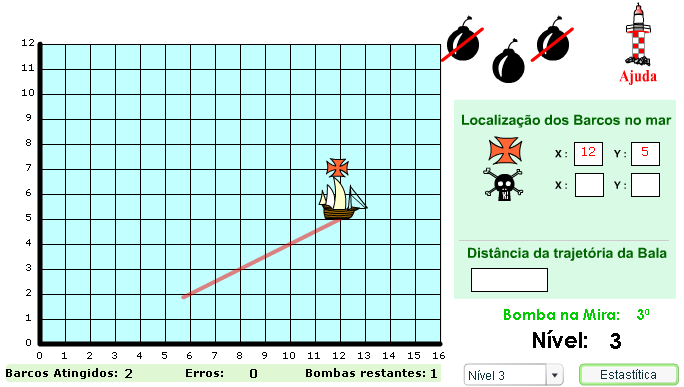 Ajuda
12
11
10
9
8
7
6
5
4
3
2
1
0
0 1 2 3 4 5 6 7 8 9 10 11 12 13 14 15 16
Localização dos Barcos no mar
X : 12 Y : 5
X : Y :
Distância da trajetória da Bala
Bomba na Mira: 3º
Nível: 3
Barcos Atingidos: 2 Erros: 0 Bombas restantes: 1
Nível 3
Estastítica